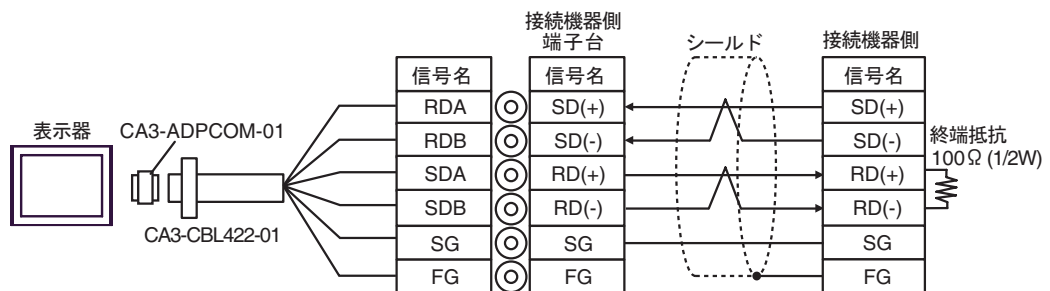 表示器
CA3-ADPCOM-01
CA3-CBL422-01
信号名
RDA
RDB
SDA
SDB
SG
FG
接続機器側
端子台
信号名
SD(+)
SD(-)
RD(+)
RD(-)
SG
FG
シールド
接続機器側
信号名
SD(+)
SD(-)
RD(+)
RD(-)
SG
FG
終端抵抗
100Ω (1/2W)